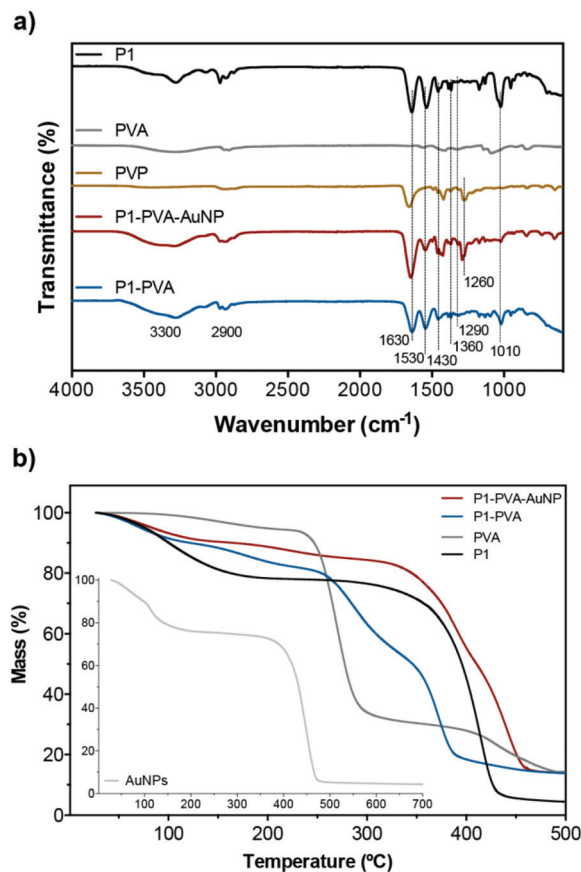 a)
P1
PVA
PVP
P1-PVA-AuNP
P1-PVA
3300
2900
1630
1530
1430
1360
1290
1260
1010
Transmittance (%)
4000 3500 3000 2500 2000 1500 1000
Wavenumber (cm⁻¹)
b)
P1-PVA-AuNP
P1-PVA
PVA
P1
Mass (%)
100
80
60
40
20
0
100
80
60
40
20
0
AuNPs
0 100 200 300 400 500 600 700
100 200 300 400 500
Temperature (ºC)